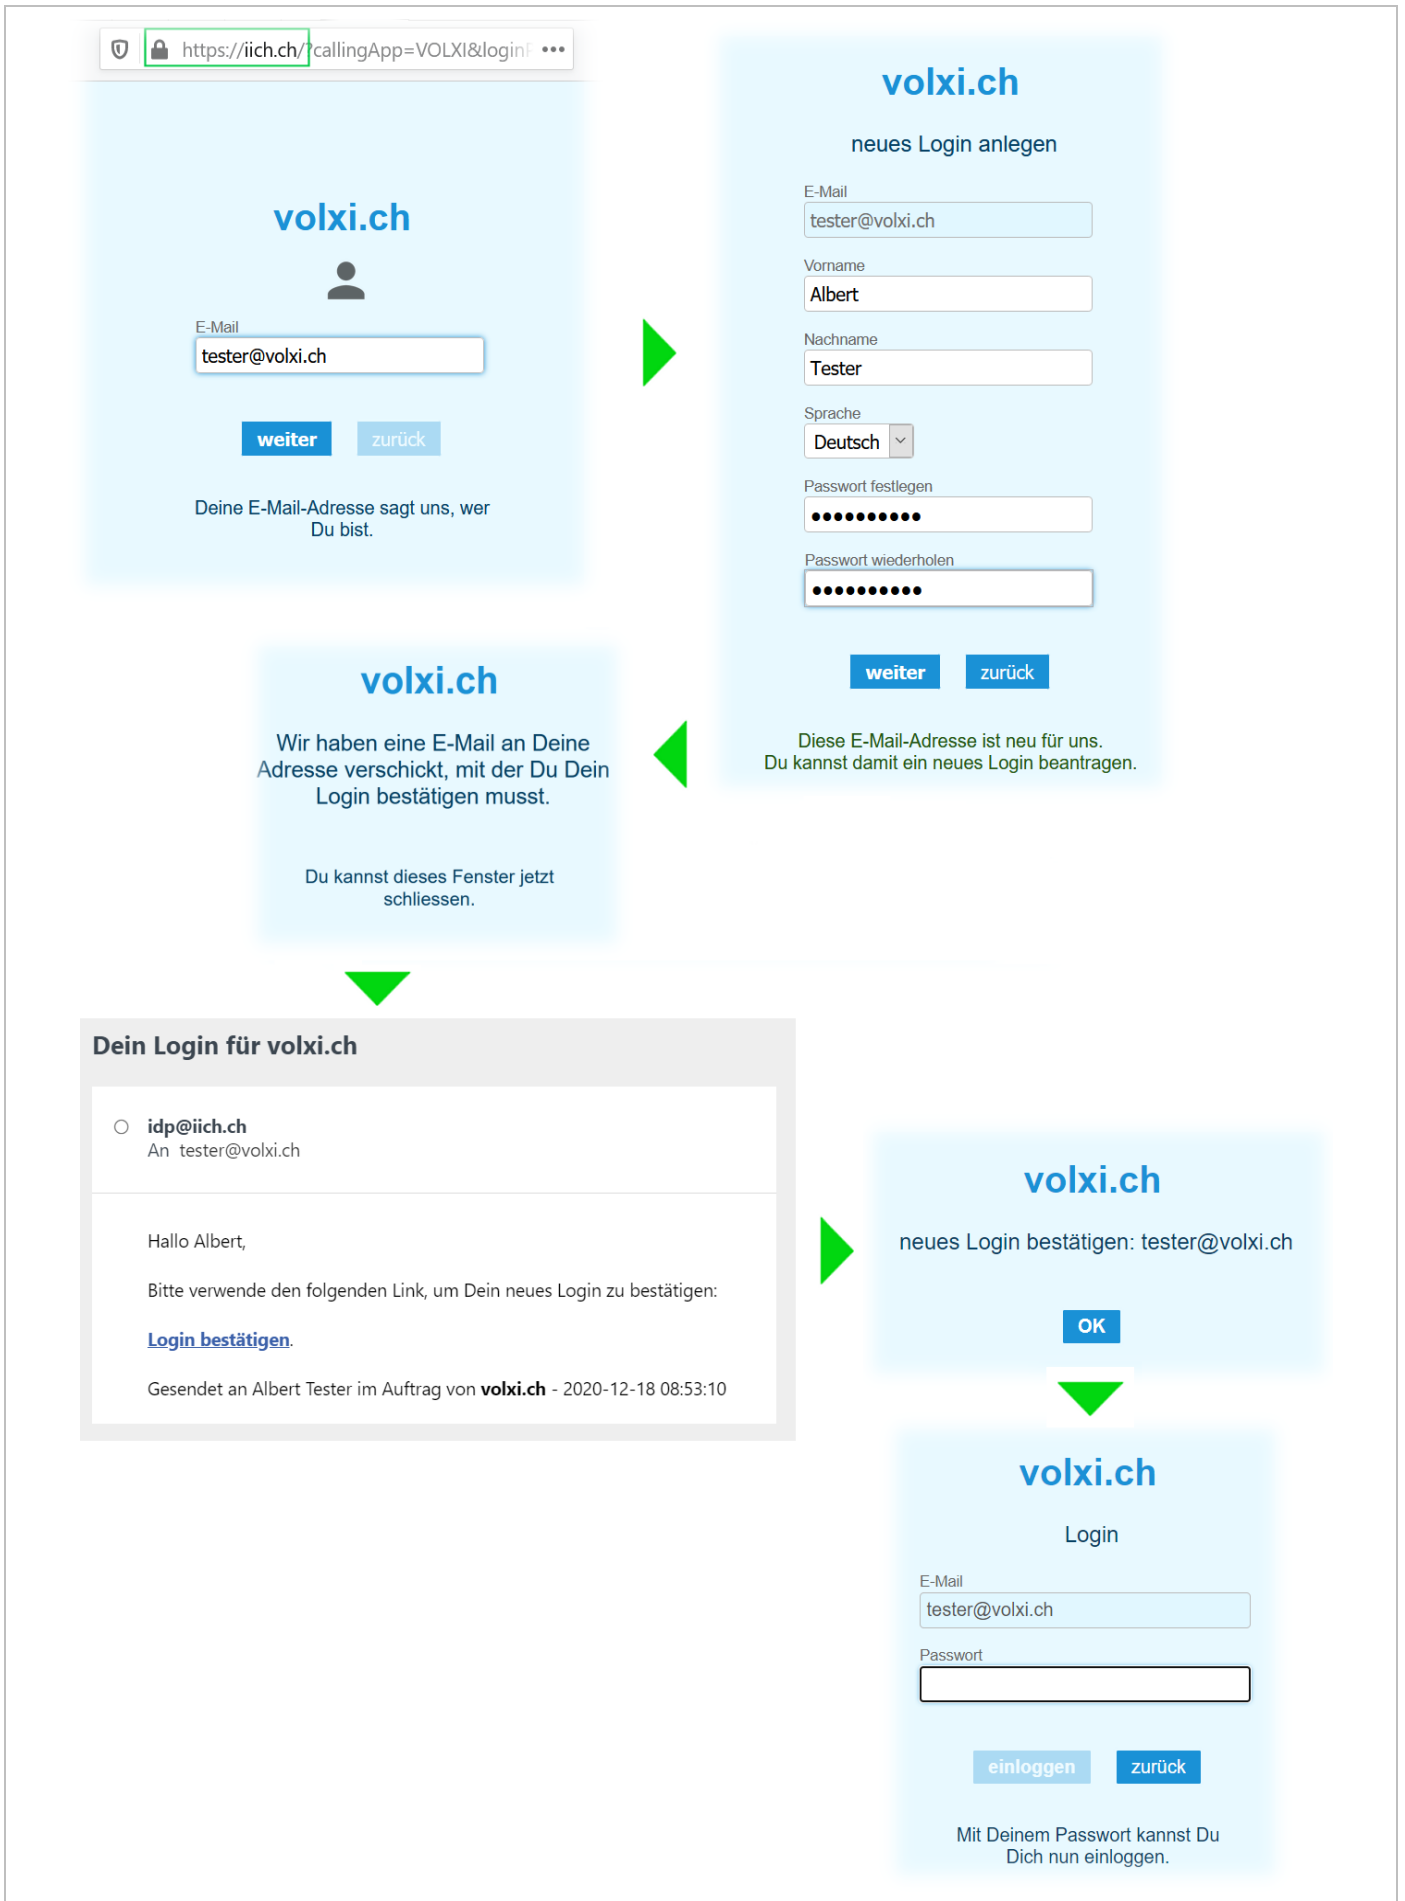 https://iich.ch/?callingApp=VOLXI&login
volxi.ch
E-Mail
tester@volxi.ch
weiter zurück
Deine E-Mail-Adresse sagt uns, wer
Du bist.
volxi.ch
neues Login anlegen
E-Mail
tester@volxi.ch
Vorname
Albert
Nachname
Tester
Sprache
Deutsch
Passwort festlegen
●●●●●●●●●●
Passwort wiederholen
●●●●●●●●●●
weiter zurück
Diese E-Mail-Adresse ist neu für uns.
Du kannst damit ein neues Login beantragen.
volxi.ch
Wir haben eine E-Mail an Deine
Adresse verschickt, mit der Du Dein
Login bestätigen musst.
Du kannst dieses Fenster jetzt
schliessen.
Dein Login für volxi.ch
idp@iich.ch
An tester@volxi.ch
Hallo Albert,
Bitte verwende den folgenden Link, um Dein neues Login zu bestätigen:
Login bestätigen.
Gesendet an Albert Tester im Auftrag von volxi.ch - 2020-12-18 08:53:10
volxi.ch
neues Login bestätigen: tester@volxi.ch
OK
volxi.ch
Login
E-Mail
tester@volxi.ch
Passwort
einloggen zurück
Mit Deinem Passwort kannst Du
Dich nun einloggen.